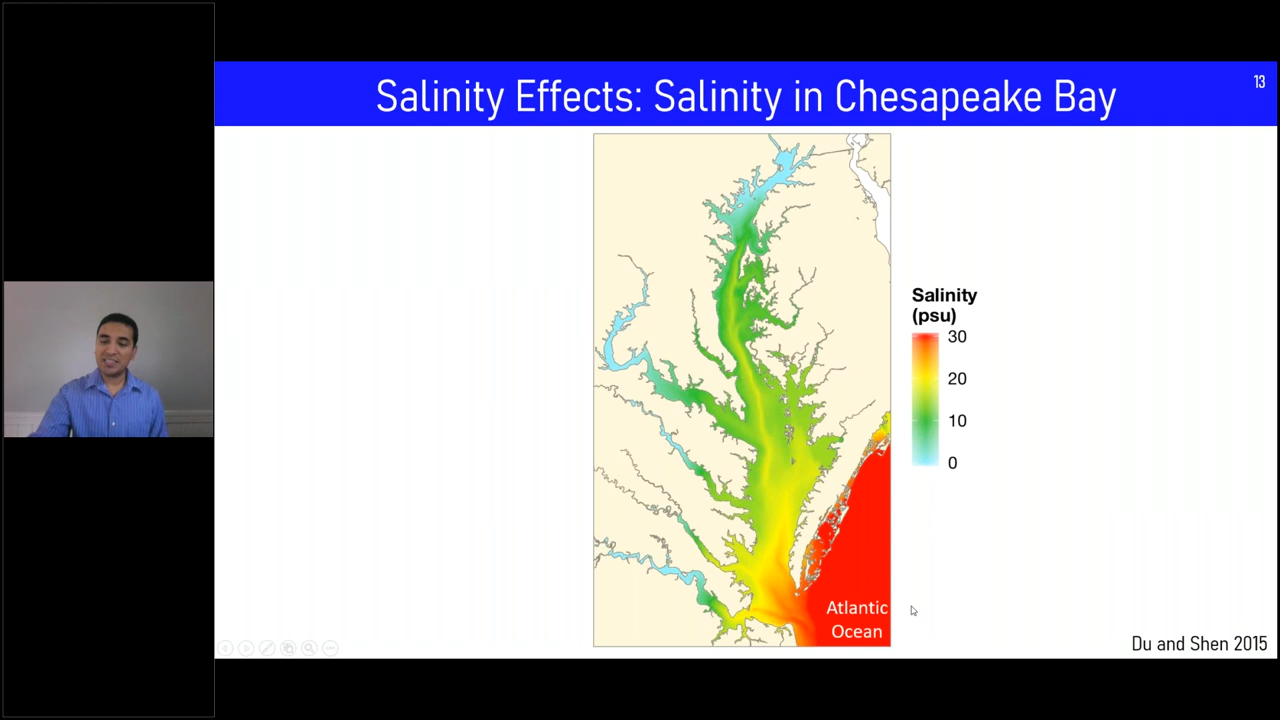 Salinity Effects: Salinity in Chesapeake Bay
13
Salinity
(psu)
30
20
10
0
Atlantic
Ocean
Du and Shen 2015